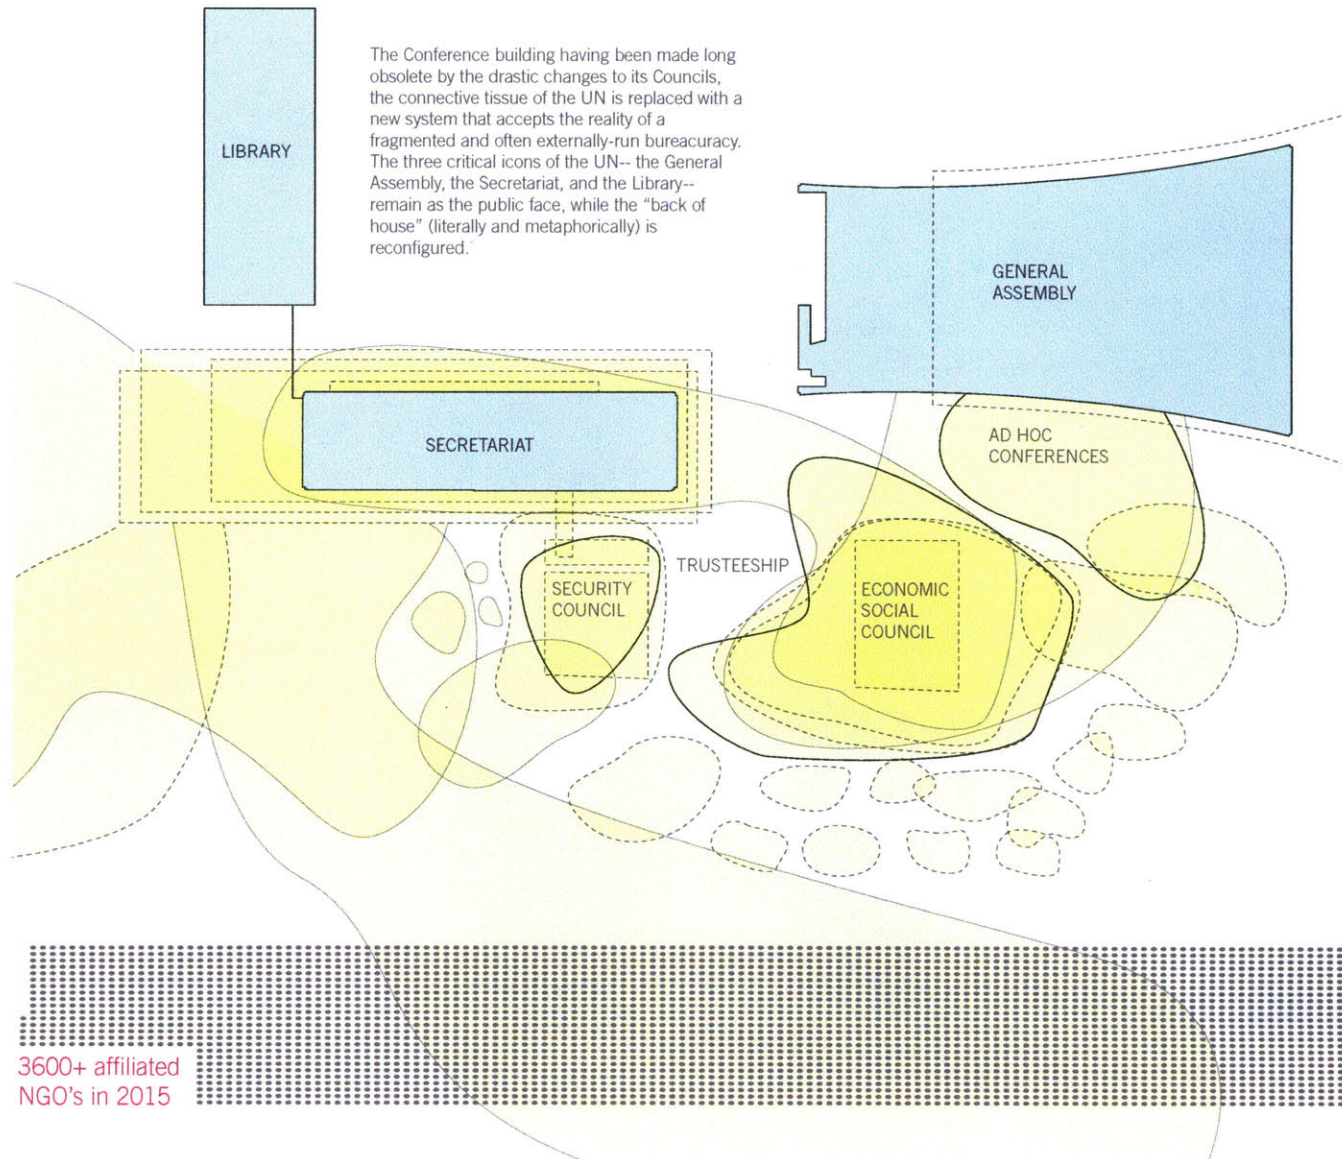 The Conference building having been made long
obsolete by the drastic changes to its Councils,
the connective tissue of the UN is replaced with a
new system that accepts the reality of a
fragmented and often externally-run bureacuracy.
The three critical icons of the UN-- the General
Assembly, the Secretariat, and the Library--
remain as the public face, while the “back of
house” (literally and metaphorically) is
reconfigured.
LIBRARY
GENERAL
ASSEMBLY
SECRETARIAT
AD HOC
CONFERENCES
TRUSTEESHIP
SECURITY
COUNCIL
ECONOMIC
SOCIAL
COUNCIL
3600+ affiliated
NGO's in 2015